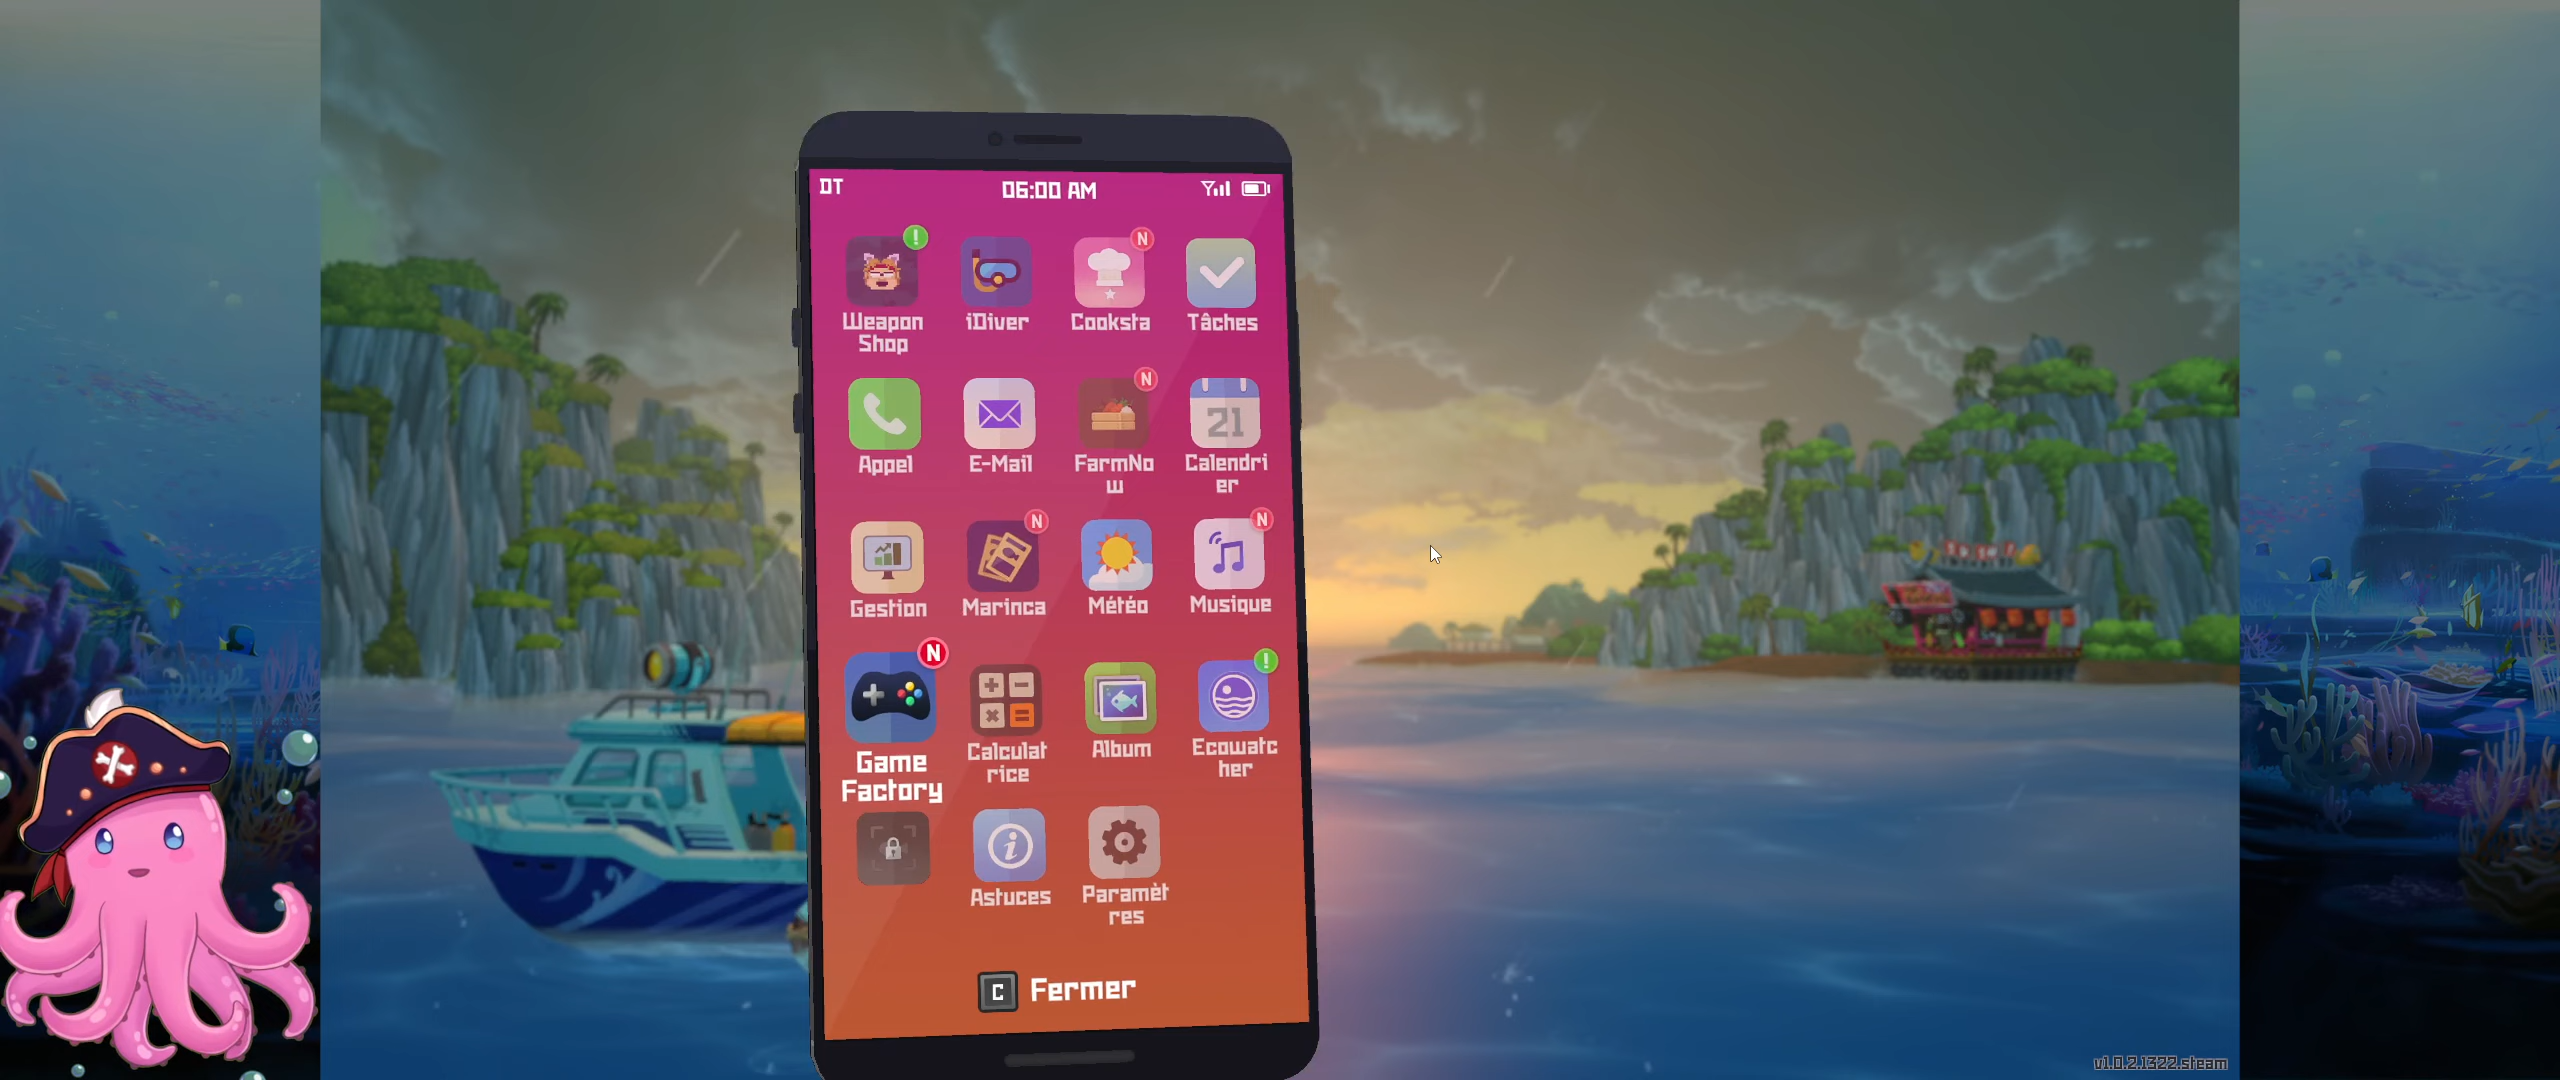 DT
06:00 AM
!
N
Weapon
Shop
iDiver
Cooksta
Tâches
N
21
Appel
E-Mail
FarmNo
w
Calendri
er
N
N
Gestion
Marinca
Météo
Musique
N
!
Game
Factory
Calculat
rice
Album
Ecowatc
her
Astuces
Paramèt
res
C Fermer
v1.0.2.1322.steam